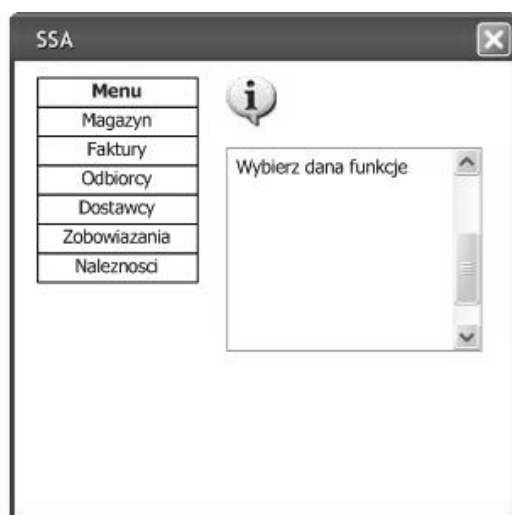 SSA
Menu
Magazyn
Faktury
Odbiorcy
Dostawcy
Zobowiazania
Naleznosci
Wybierz dana funkcje